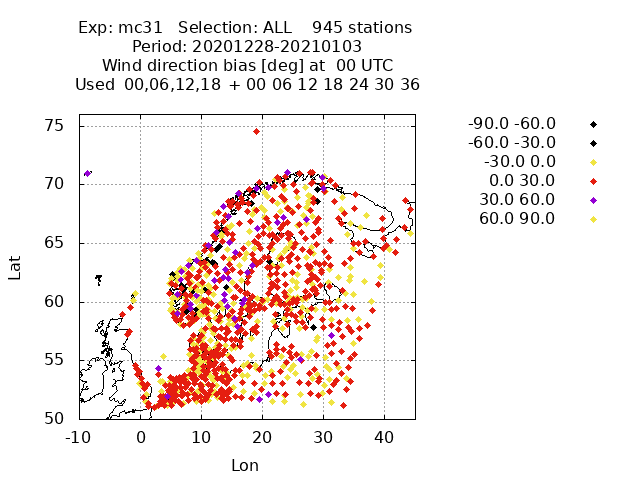 Exp: mc31   Selection: ALL    945 stations
Period: 20201228-20210103
Wind direction bias [deg] at  00 UTC
Used  00,06,12,18  + 00 06 12 18 24 30 36
-90.0 -60.0
-60.0 -30.0
-30.0 0.0
0.0 30.0
30.0 60.0
60.0 90.0
75
70
65
60
55
50
Lat
-10 0 10 20 30 40
Lon